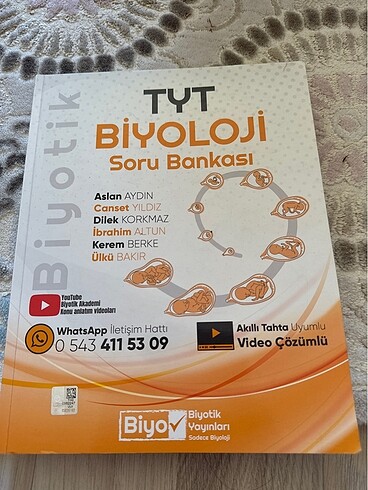 Biyotik
TYT
BİYOLOJİ
Soru Bankası
Aslan AYDIN
Canset YILDIZ
Dilek KORKMAZ
İbrahim ALTUN
Kerem BERKE
Ülkü BAKIR
YouTube
Biyotik Akademi
Konu anlatım videoları
WhatsApp İletişim Hattı
0 543 411 53 09
Akıllı Tahta Uyumlu
Video Çözümlü
Biyo
Biyotik
Yayınları
Sadece Biyoloji